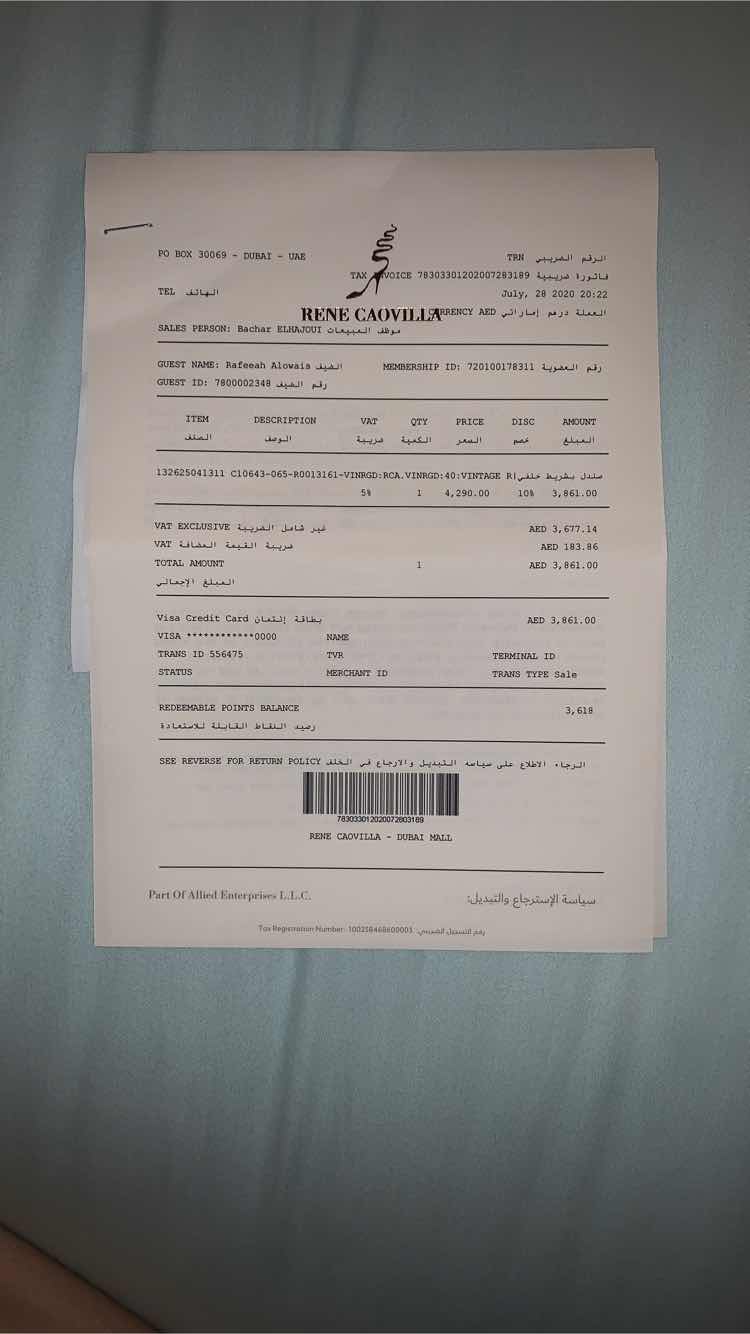 PO BOX 30069 - DUBAI - UAE
TRN الرقم الضريبي
TAX INVOICE 78303301202007283189 فاتورة ضريبية
TEL الهاتف
July, 28 2020 20:22
RENE CAOVILLA
CURRENCY AED العملة درهم إماراتي
SALES PERSON: Bachar ELHAJOUI موظف المبيعات
GUEST NAME: Rafeeah Alowais الضيف
MEMBERSHIP ID: 720100178311 رقم العضوية
GUEST ID: 7800002348 رقم الضيف
ITEM DESCRIPTION VAT QTY PRICE DISC AMOUNT
الصنف الوصف ضريبة الكمية السعر خصم المبلغ
132625041311 C10643-065-R0013161-VINRGD:RCA.VINRGD:40:VINTAGE R|صندل بشريط خلفي
5% 1 4,290.00 10% 3,861.00
VAT EXCLUSIVE غير شامل الضريبة AED 3,677.14
VAT ضريبة القيمة المضافة AED 183.86
TOTAL AMOUNT 1 AED 3,861.00
المبلغ الإجمالي
Visa Credit Card بطاقة إئتمان AED 3,861.00
VISA ************0000 NAME
TRANS ID 556475 TVR TERMINAL ID
STATUS MERCHANT ID TRANS TYPE Sale
REDEEMABLE POINTS BALANCE 3,618
رصيد النقاط القابلة للاستعادة
SEE REVERSE FOR RETURN POLICY الرجاء الاطلاع على سياسه التبديل والارجاع في الخلف
78303301202007283189
RENE CAOVILLA - DUBAI MALL
Part Of Allied Enterprises L.L.C.
سياسة الإسترجاع والتبديل:
Tax Registration Number: 100258468600003 رقم التسجيل الضريبي: